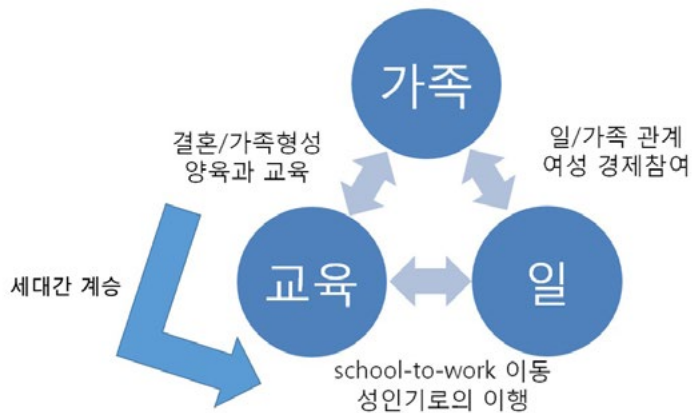 가족
결혼/가족형성
양육과 교육
일/가족 관계
여성 경제참여
세대간 계승
교육
일
school-to-work 이동
성인기로의 이행